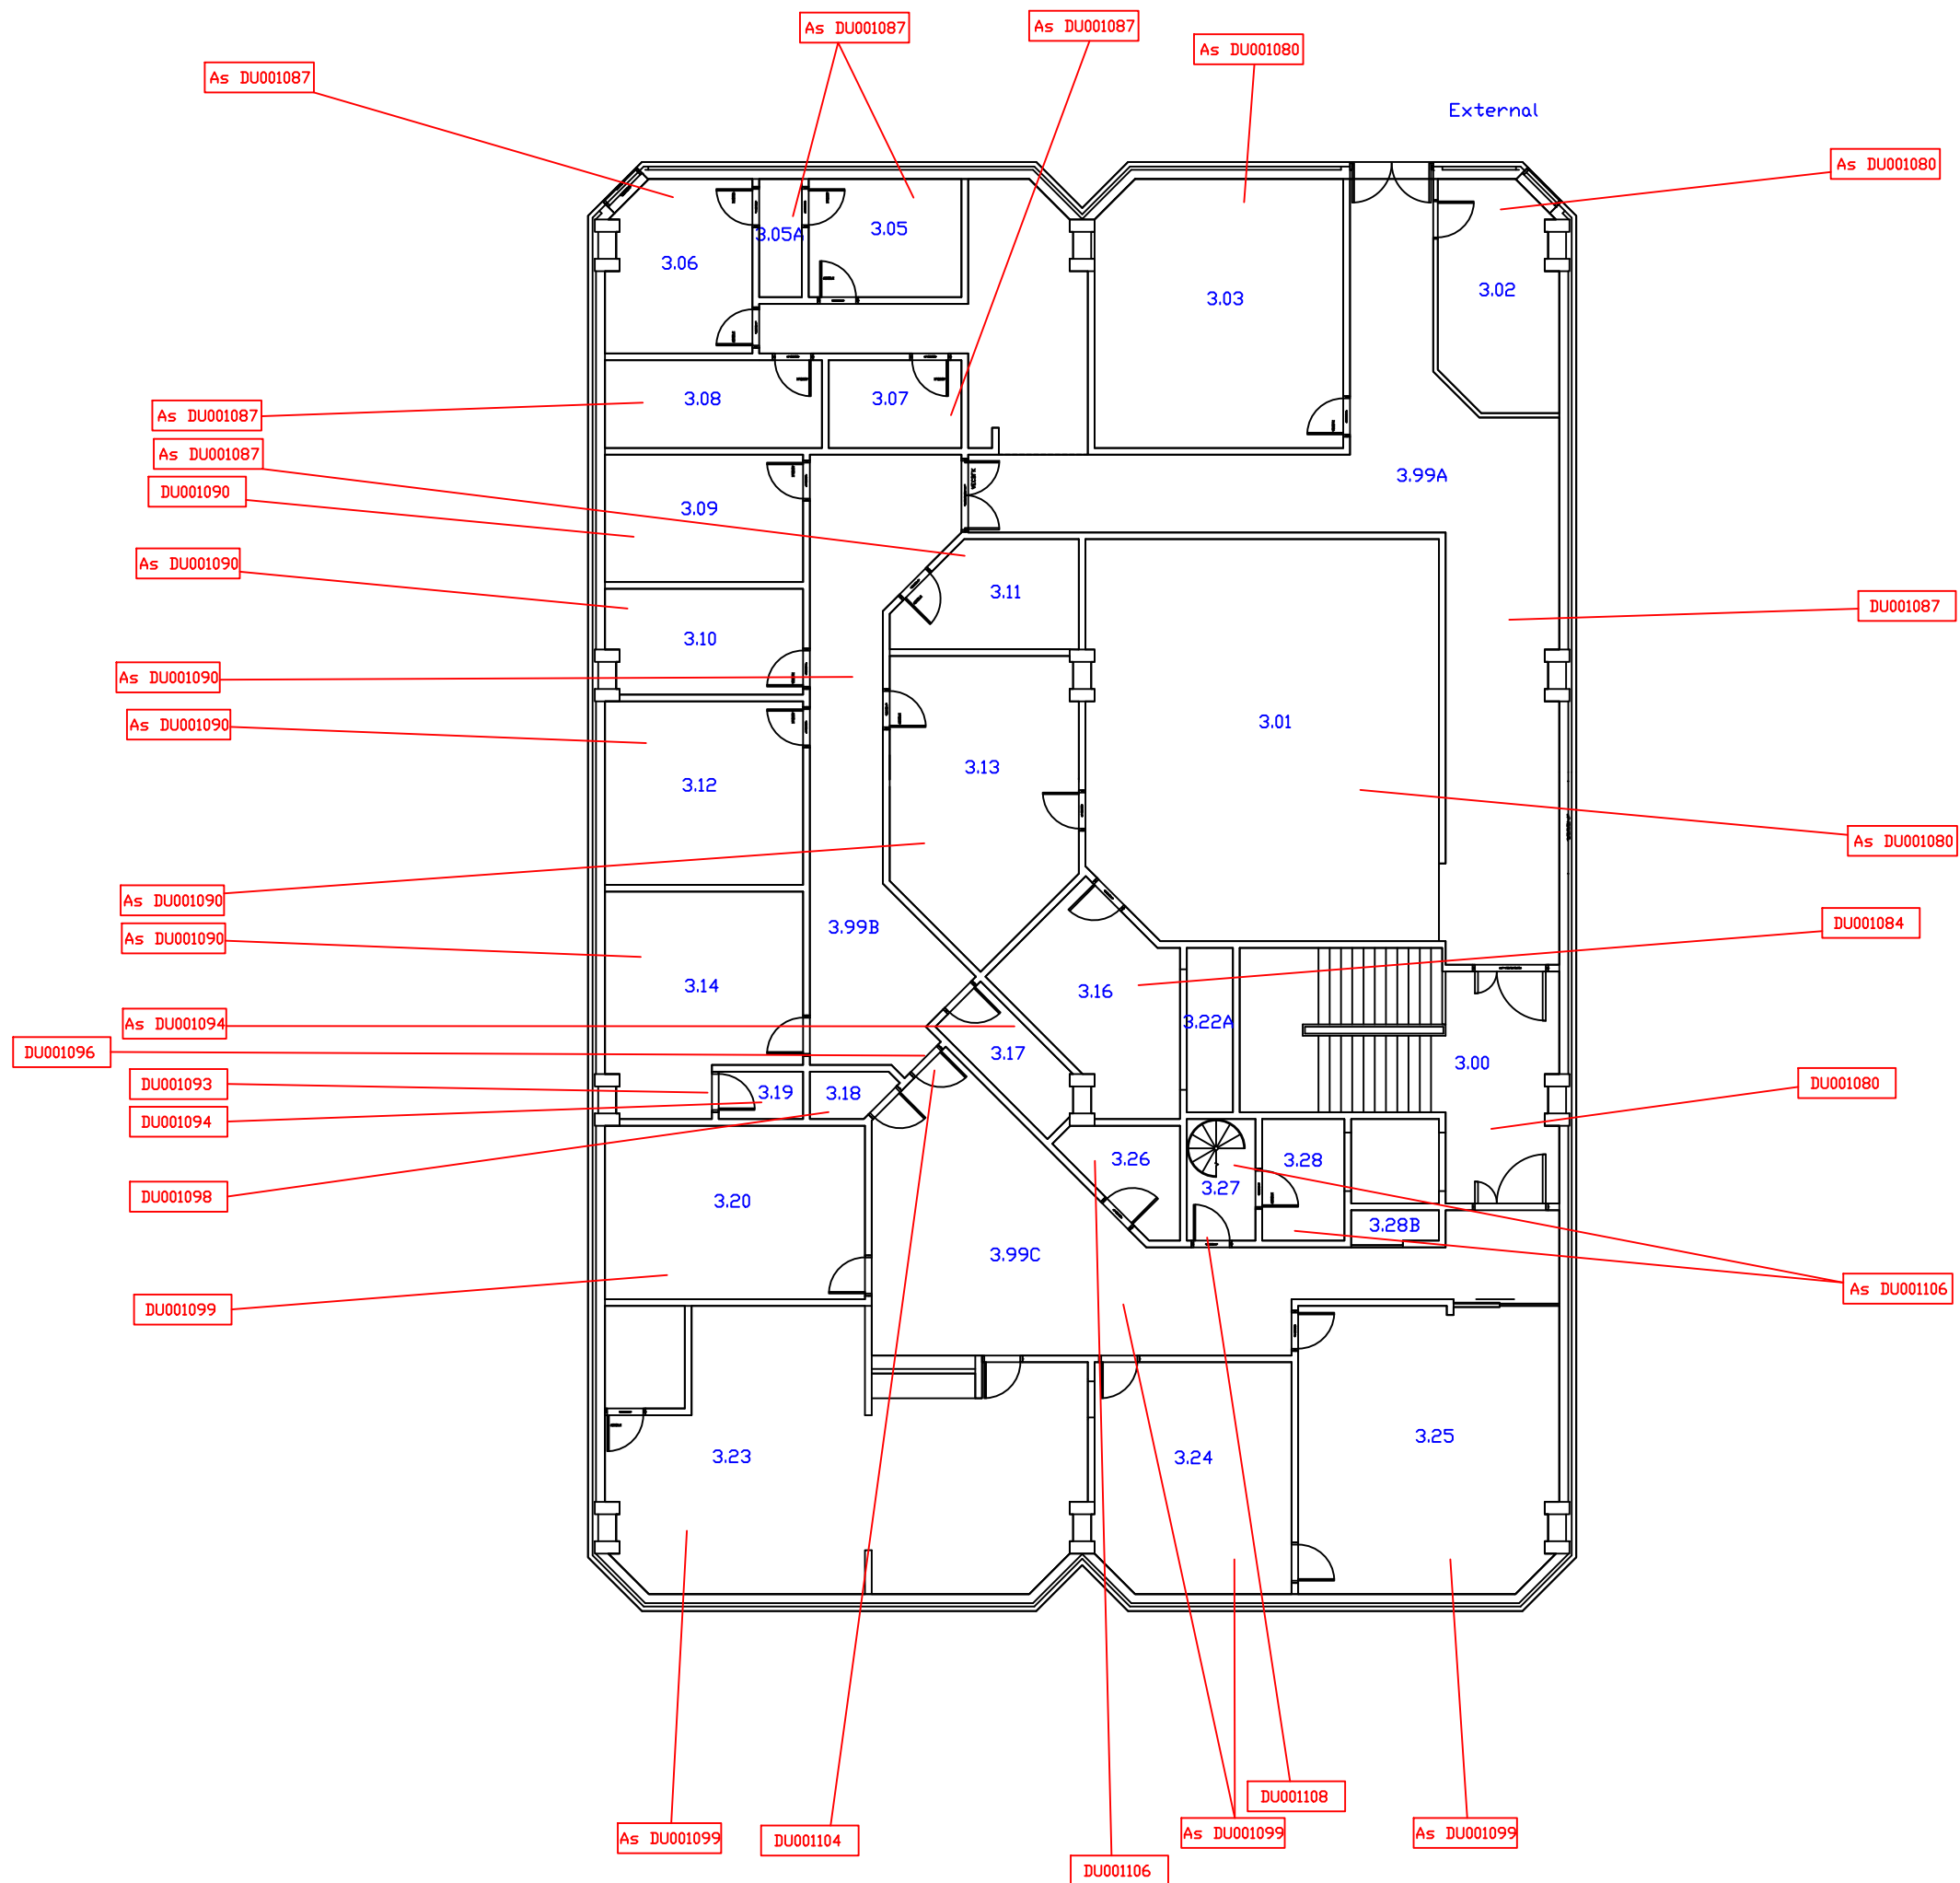 As DU001087
As DU001087
As DU001080
As DU001087
External
As DU001080
3.05A
3.05
3.06
3.03
3.02
3.08
3.07
As DU001087
As DU001087
3.99A
DU001090
3.09
As DU001090
3.11
DU001087
3.10
As DU001090
As DU001090
3.01
3.13
3.12
As DU001080
As DU001090
3.99B
DU001084
As DU001090
3.14
3.16
As DU001094
3.22A
DU001096
3.17
3.00
DU001093
3.19
3.18
DU001080
DU001094
3.26
3.28
3.27
DU001098
3.20
3.28B
3.99C
As DU001106
DU001099
3.23
3.24
3.25
DU001108
As DU001099
DU001104
As DU001099
As DU001099
DU001106